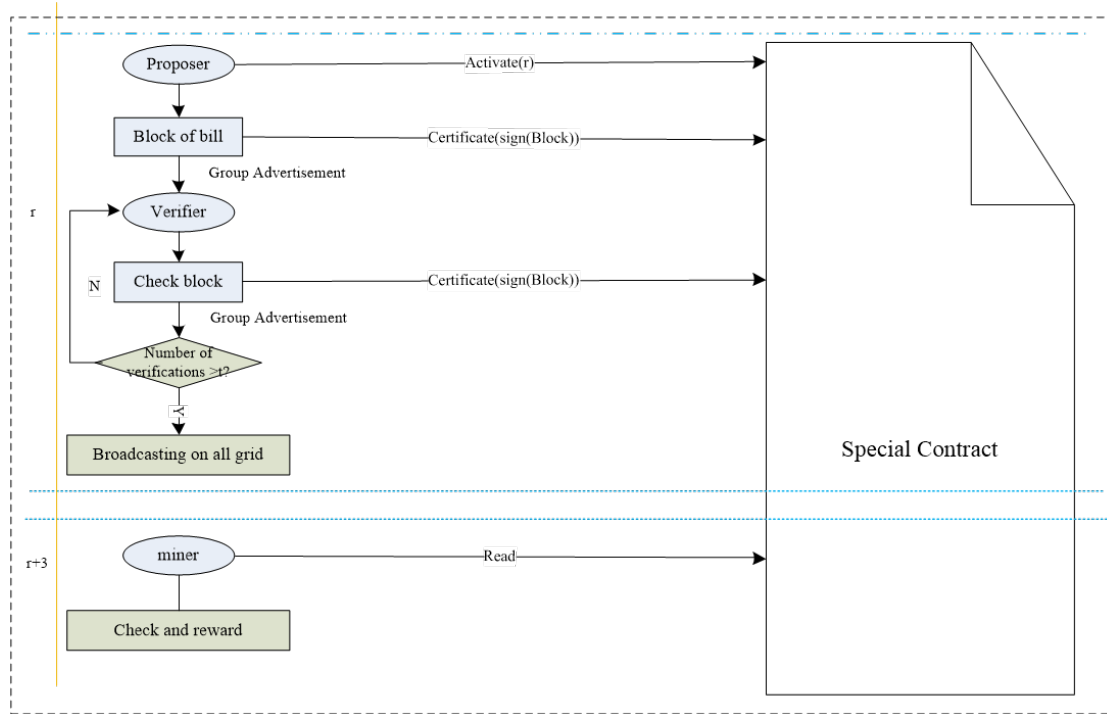 Proposer
Activate(r)
Block of bill
Certificate(sign(Block))
Group Advertisement
r
Verifier
N
Check block
Certificate(sign(Block))
Group Advertisement
Number of
verifications >t?
Y
Broadcasting on all grid
Special Contract
r+3
miner
Read
Check and reward